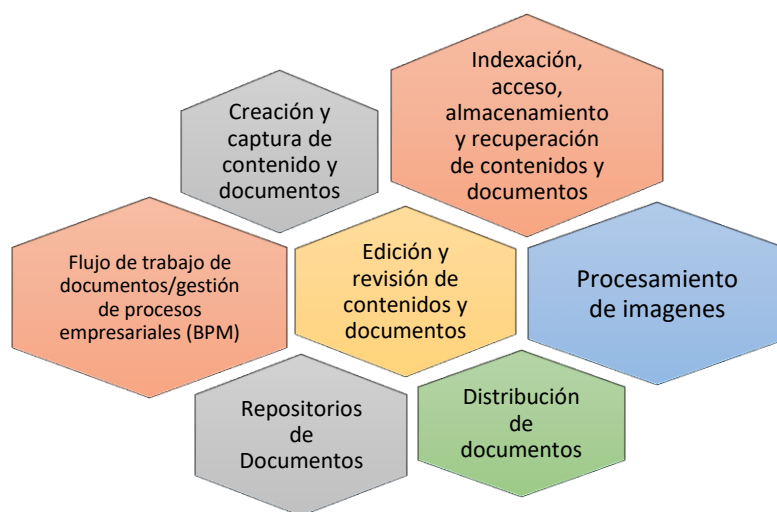 Creación y
captura de
contenido y
documentos
Indexación,
acceso,
almacenamiento
y recuperación
de contenidos y
documentos
Flujo de trabajo de
documentos/gestión
de procesos
empresariales (BPM)
Edición y
revisión de
contenidos y
documentos
Procesamiento
de imagenes
Repositorios
de
Documentos
Distribución
de
documentos